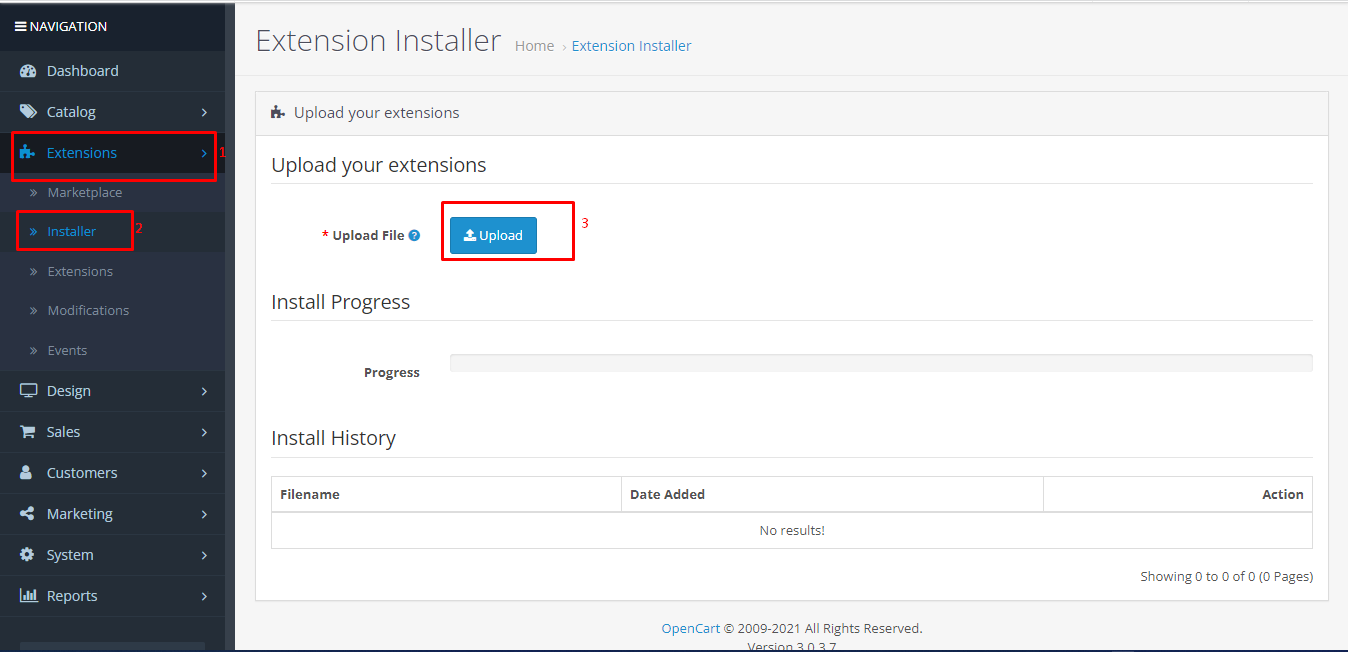 NAVIGATION
Dashboard
Catalog
Extensions 1
» Marketplace
» Installer 2
» Extensions
» Modifications
» Events
Design
Sales
Customers
Marketing
System
Reports
Extension Installer Home › Extension Installer
Upload your extensions
Upload your extensions
* Upload File ? Upload 3
Install Progress
Progress
Install History
Filename Date Added Action
No results!
Showing 0 to 0 of 0 (0 Pages)
OpenCart © 2009-2021 All Rights Reserved.
Version 3.0.3.7